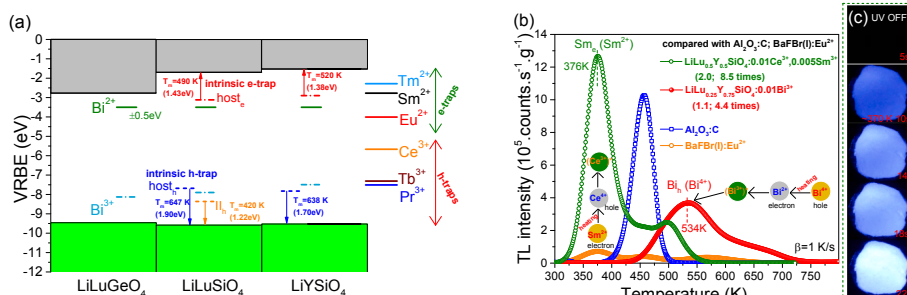 (a)
VRBE (eV)
0
-1
-2
-3
-4
-5
-6
-7
-8
-9
-10
-11
-12
Bi2+
±0.5eV
Bi3+
Tm=490 K
(1.43eV)
intrinsic e-trap
hoste
Tm=520 K
(1.38eV)
intrinsic h-trap
hosth
Tm=647 K
(1.90eV)
IIh
Tm=420 K
(1.22eV)
Tm=638 K
(1.70eV)
Tm2+
Sm2+
Eu2+
Ce3+
Tb3+
Pr3+
e-traps
h-traps
LiLuGeO4
LiLuSiO4
LiYSiO4
(b)
TL intensity (10^5.counts.s-1.g-1)
14
12
10
8
6
4
2
0
300 350 400 450 500 550 600 650 700 750
Temperature (K)
Sme (Sm2+)
376K
compared with Al2O3:C; BaFBr(I):Eu2+
LiLu0.5Y0.5SiO4:0.01Ce3+,0.005Sm3+
(2.0; 8.5 times)
LiLu0.25Y0.75SiO4:0.01Bi3+
(1.1; 4.4 times)
Al2O3:C
BaFBr(I):Eu2+
Ce3+
Ce4+
hole
heating
Sm2+
electron
Bih (Bi4+)
534K
Bi3+
Bi2+
electron
heating
Bi4+
hole
β=1 K/s
(c)
UV OFF